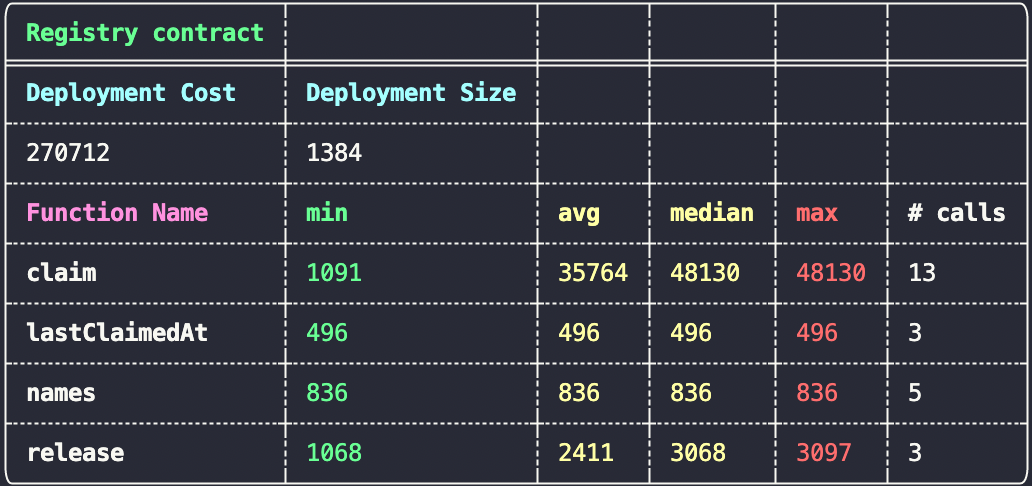 Registry contract
Deployment Cost Deployment Size
270712 1384
Function Name min avg median max # calls
claim 1091 35764 48130 48130 13
lastClaimedAt 496 496 496 496 3
names 836 836 836 836 5
release 1068 2411 3068 3097 3